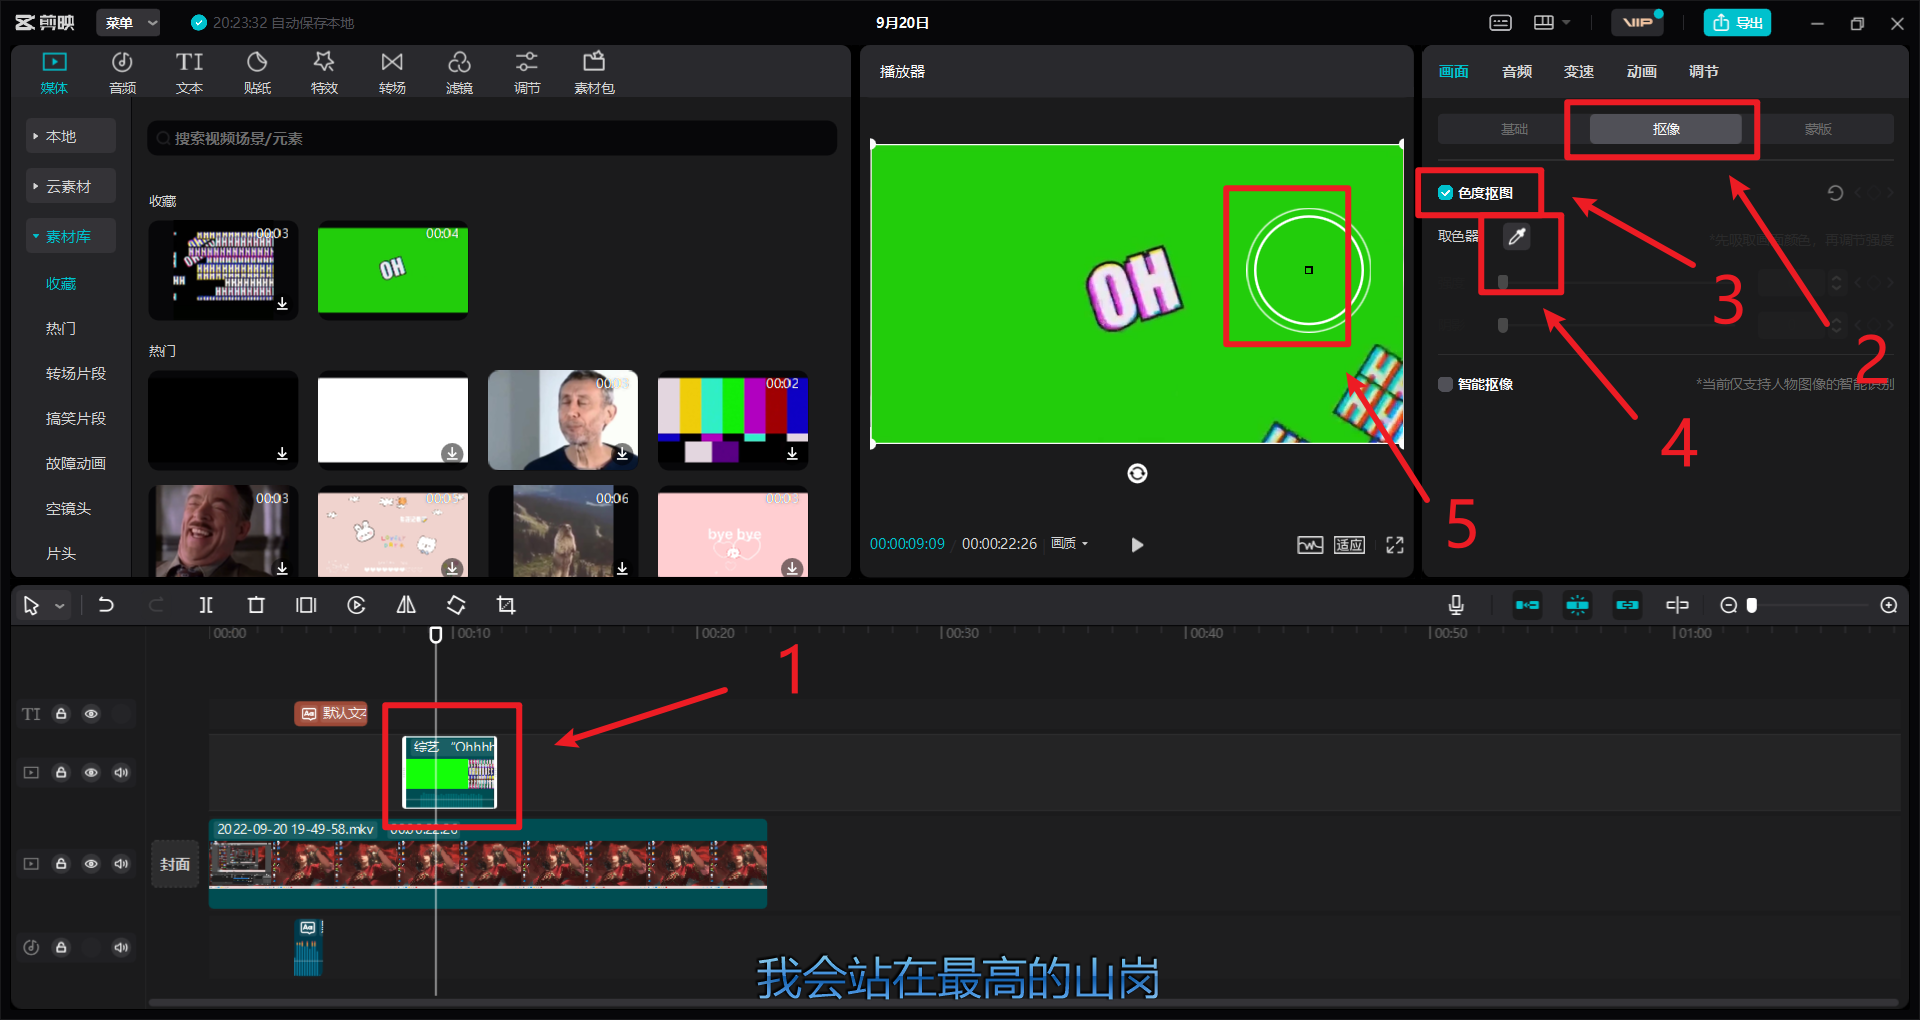 剪映
菜单
20:23:32 自动保存本地
9月20日
VIP
导出
媒体
音频
TI
文本
贴纸
特效
转场
滤镜
调节
素材包
本地
云素材
素材库
收藏
热门
转场片段
搞笑片段
故障动画
空镜头
片头
搜索视频场景/元素
收藏
00:03
00:04
OH
热门
00:02
00:03
00:06
bye bye
播放器
OH
00:00:09:09 / 00:00:22:26
画质
适应
画面
音频
变速
动画
调节
基础
抠像
蒙版
色度抠图
取色器
*先吸取画面颜色，再调节强度
智能抠像
*当前仅支持人物图像的智能识别
1
2
3
4
5
00:00
00:10
00:20
00:30
00:40
00:50
01:00
TI
默认文
综艺 “Ohhhh
封面
2022-09-20 19-49-58.mkv 00:00:22:26
我会站在最高的山岗